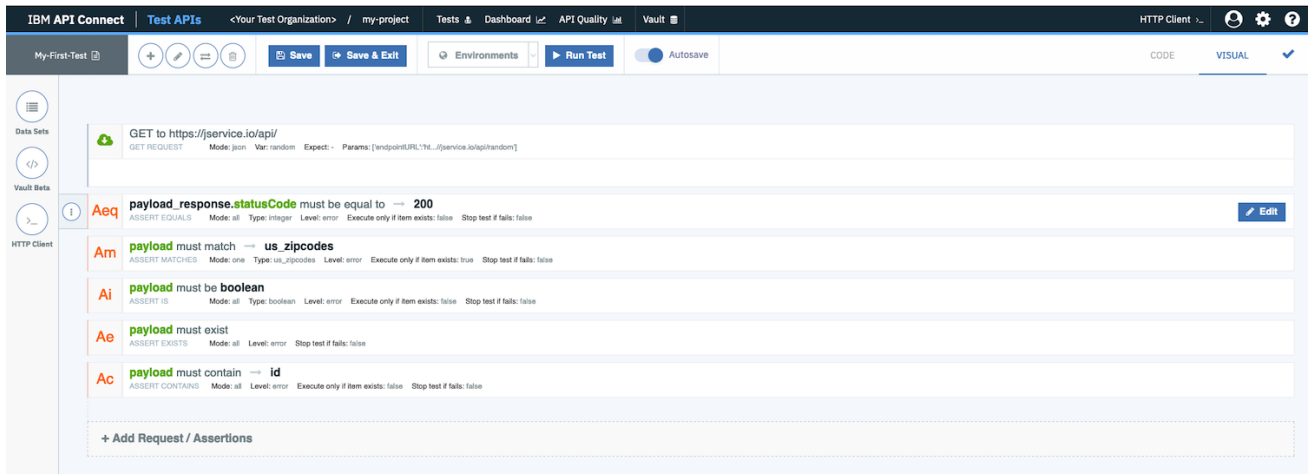 IBM API Connect Test APIs <Your Test Organization> / my-project Tests Dashboard API Quality Vault HTTP Client >_
My-First-Test Save Save & Exit Environments Run Test Autosave CODE VISUAL
Data Sets
Vault Beta
HTTP Client
GET to https://jservice.io/api/
GET REQUEST Mode: json Var: random Expect: - Params: ['endpointURL':'ht...//jservice.io/api/random']
Aeq payload_response.statusCode must be equal to → 200
ASSERT EQUALS Mode: all Type: integer Level: error Execute only if item exists: false Stop test if fails: false
Edit
Am payload must match → us_zipcodes
ASSERT MATCHES Mode: one Type: us_zipcodes Level: error Execute only if item exists: true Stop test if fails: false
Ai payload must be boolean
ASSERT IS Mode: all Type: boolean Level: error Execute only if item exists: false Stop test if fails: false
Ae payload must exist
ASSERT EXISTS Mode: all Level: error Stop test if fails: false
Ac payload must contain → id
ASSERT CONTAINS Mode: all Level: error Execute only if item exists: false Stop test if fails: false
+ Add Request / Assertions